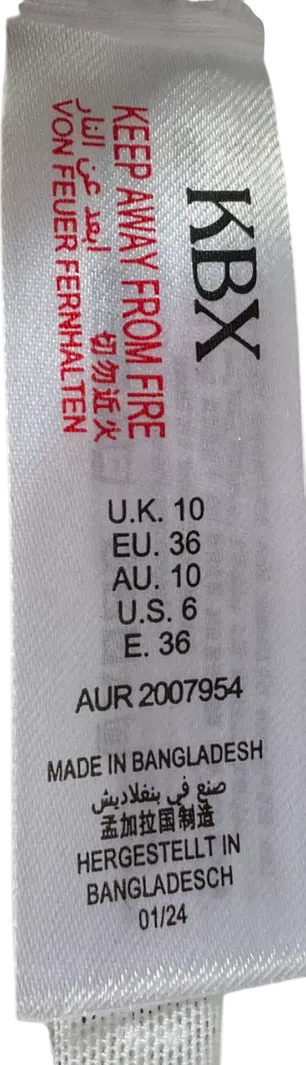 KBX
KEEP AWAY FROM FIRE
ابعد عن النار 切勿近火
VON FEUER FERNHALTEN
U.K. 10
EU. 36
AU. 10
U.S. 6
E. 36
AUR 2007954
MADE IN BANGLADESH
صنع في بنغلاديش
孟加拉国制造
HERGESTELLT IN
BANGLADESCH
01/24